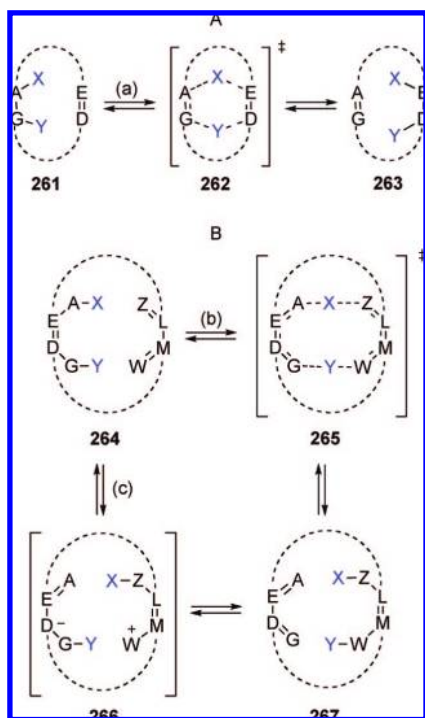 A
A X E
G Y D
(a)
A X E
G Y D
‡
A X E
G Y D
261 262 263
B
A–X Z
E L
D M
G–Y W
(b)
A X Z
E L
D M
G Y W
‡
264 265
(c)
A X–Z
E L
D– M
G–Y W+
A X–Z
E L
D M
G Y–W
266 267